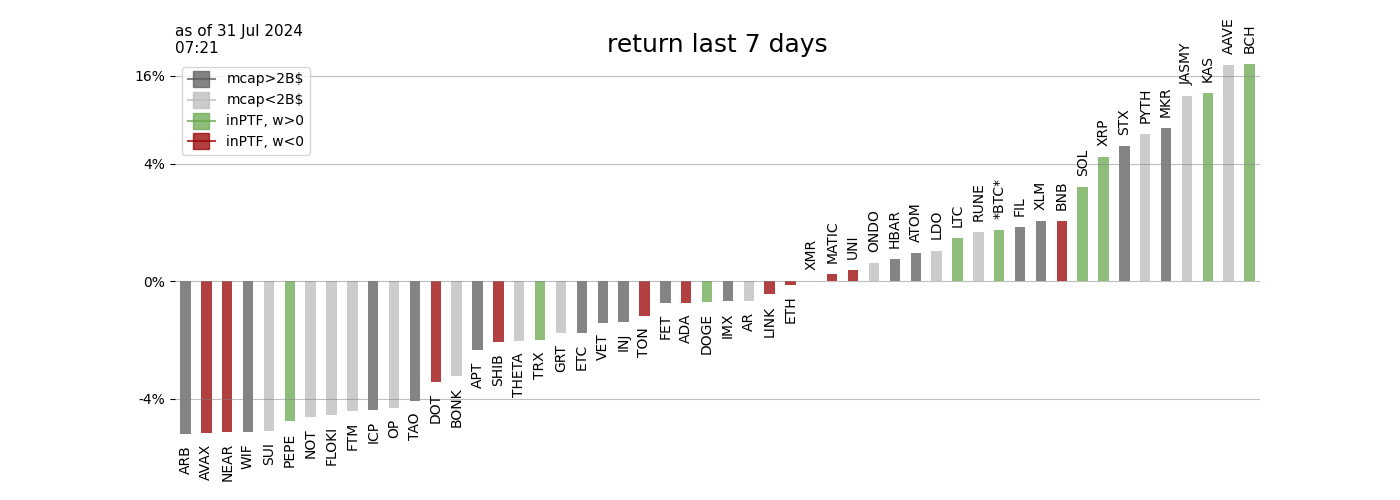 as of 31 Jul 2024
07:21
return last 7 days
mcap>2B$
mcap<2B$
inPTF, w>0
inPTF, w<0
16%
4%
0%
-4%
ARB
AVAX
NEAR
WIF
SUI
PEPE
NOT
FLOKI
FTM
ICP
OP
TAO
DOT
BONK
APT
SHIB
THETA
TRX
GRT
ETC
VET
INJ
TON
FET
ADA
DOGE
IMX
AR
LINK
ETH
XMR
MATIC
UNI
ONDO
HBAR
ATOM
LDO
LTC
RUNE
*BTC*
FIL
XLM
BNB
SOL
XRP
STX
PYTH
MKR
JASMY
KAS
AAVE
BCH